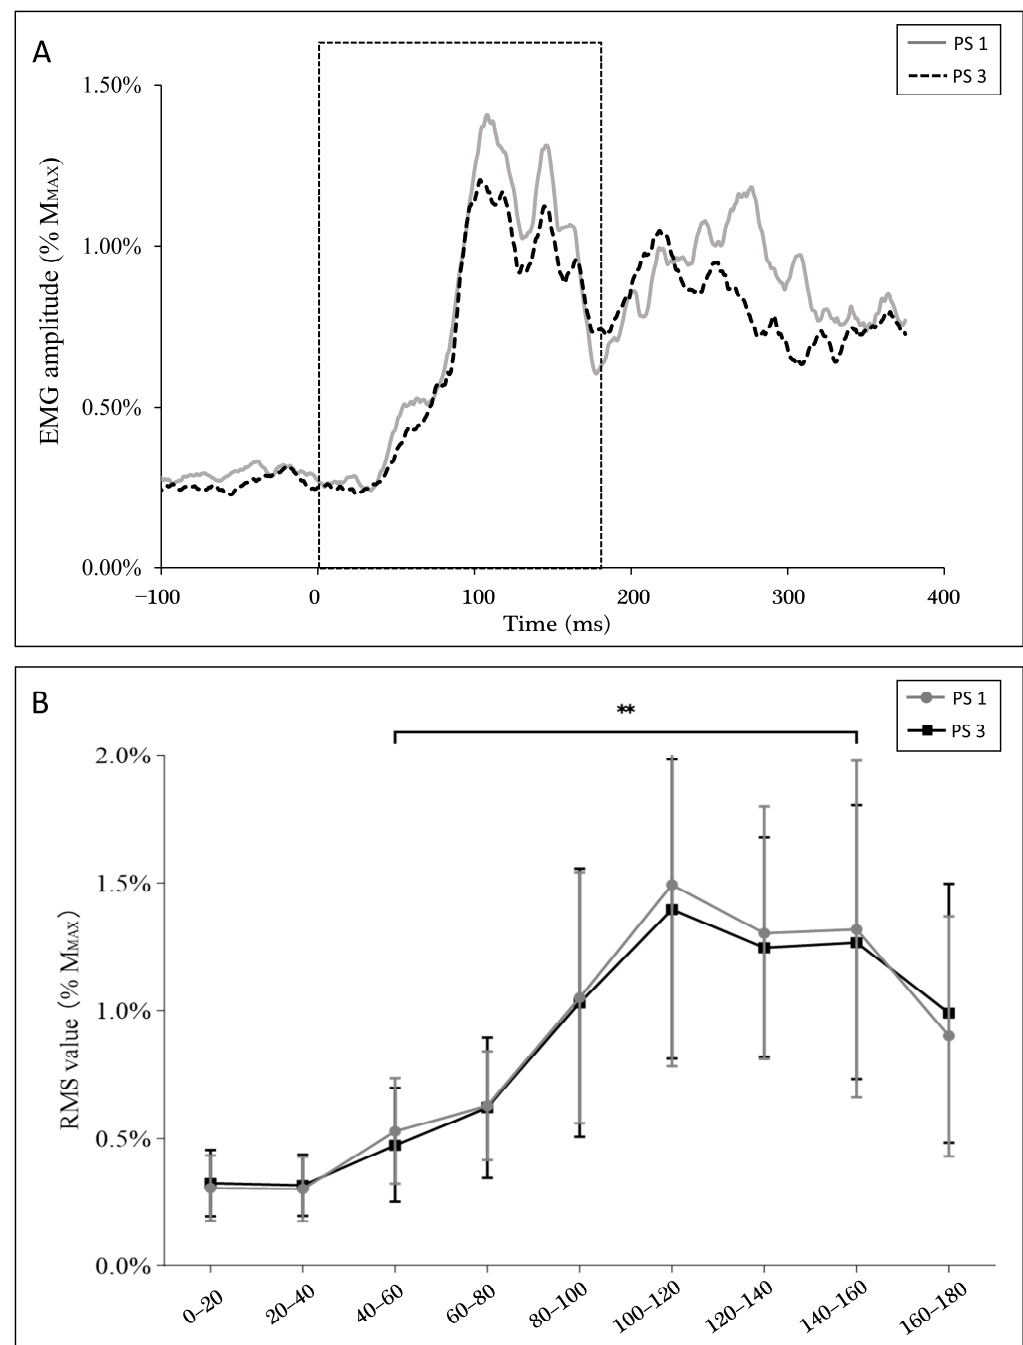 A
PS 1
PS 3
1.50%
1.00%
0.50%
0.00%
EMG amplitude (% MMAX)
−100 0 100 200 300 400
Time (ms)
B
PS 1
PS 3
**
2.0%
1.5%
1.0%
0.5%
0.0%
RMS value (% MMAX)
0–20 20–40 40–60 60–80 80–100 100–120 120–140 140–160 160–180